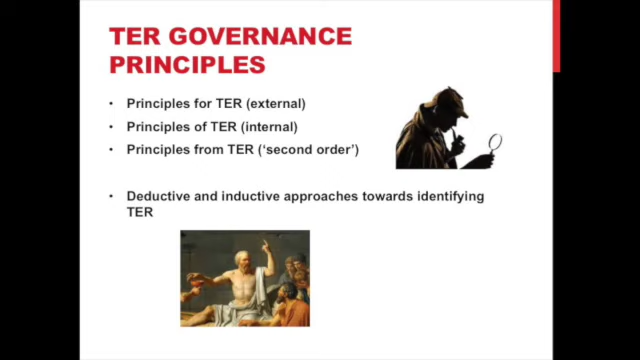 TER GOVERNANCE
PRINCIPLES
• Principles for TER (external)
• Principles of TER (internal)
• Principles from TER (‘second order’)
• Deductive and inductive approaches towards identifying
TER